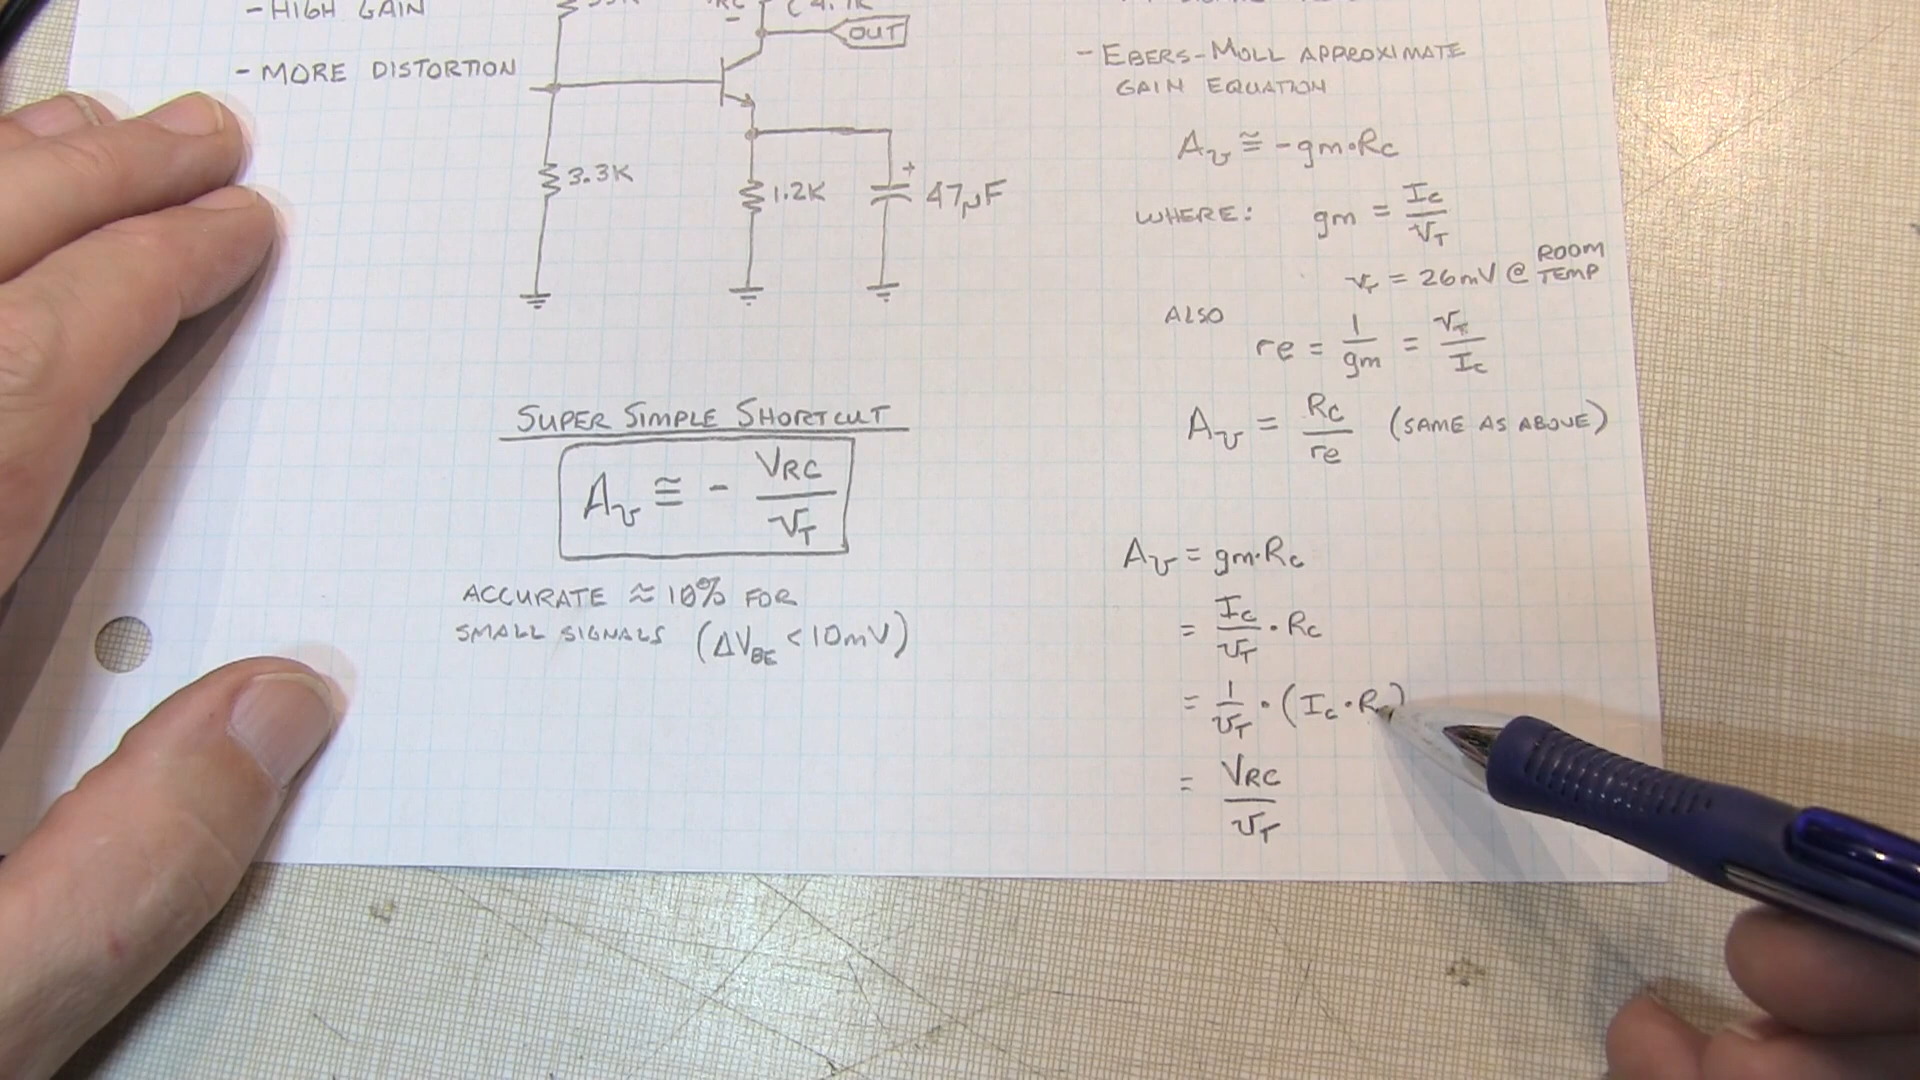 - HIGH GAIN
- MORE DISTORTION
OUT
3.3K
1.2K
+
47μF
SUPER SIMPLE SHORTCUT
Av ≅ - VRC / VT
ACCURATE ≈ 10% FOR
SMALL SIGNALS (ΔVBE < 10mV)
- EBERS-MOLL APPROXIMATE
GAIN EQUATION
Av ≅ -gm·Rc
WHERE: gm = Ic / VT
VT = 26mV @ ROOM TEMP
ALSO
re = 1 / gm = VT / Ic
Av = Rc / re (SAME AS ABOVE)
Av = gm·Rc
= Ic / VT · Rc
= 1 / VT · (Ic · R)
= VRC / VT